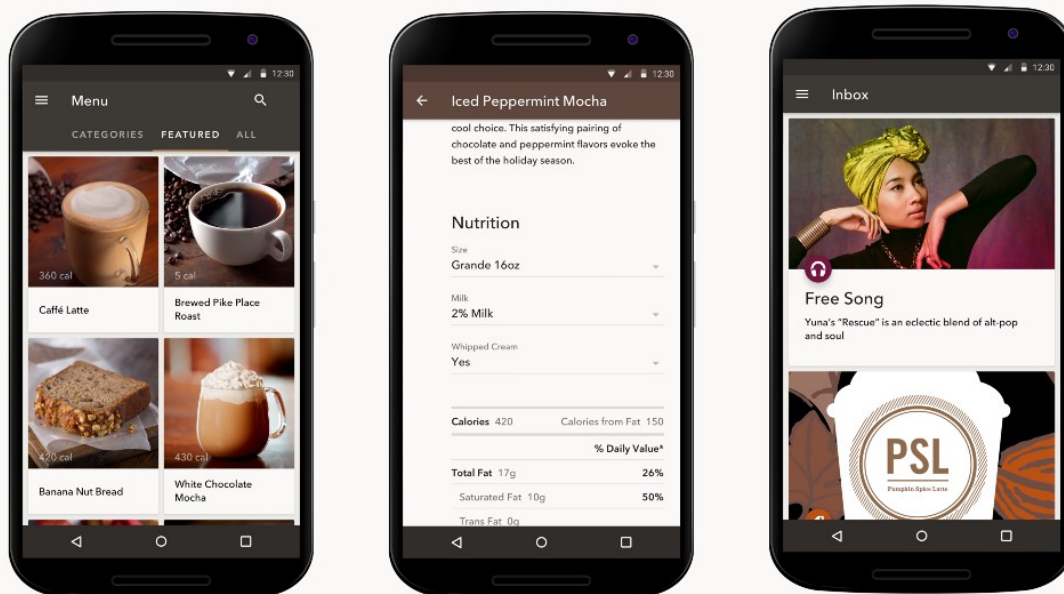 12:30
Menu
CATEGORIES FEATURED ALL
360 cal
5 cal
Caffé Latte
Brewed Pike Place
Roast
420 cal
430 cal
Banana Nut Bread
White Chocolate
Mocha
12:30
Iced Peppermint Mocha
cool choice. This satisfying pairing of
chocolate and peppermint flavors evoke the
best of the holiday season.
Nutrition
Size
Grande 16oz
Milk
2% Milk
Whipped Cream
Yes
Calories 420 Calories from Fat 150
% Daily Value*
Total Fat 17g 26%
Saturated Fat 10g 50%
Trans Fat 0g
12:30
Inbox
Free Song
Yuna's "Rescue" is an eclectic blend of alt-pop
and soul
PSL
Pumpkin Spice Latte